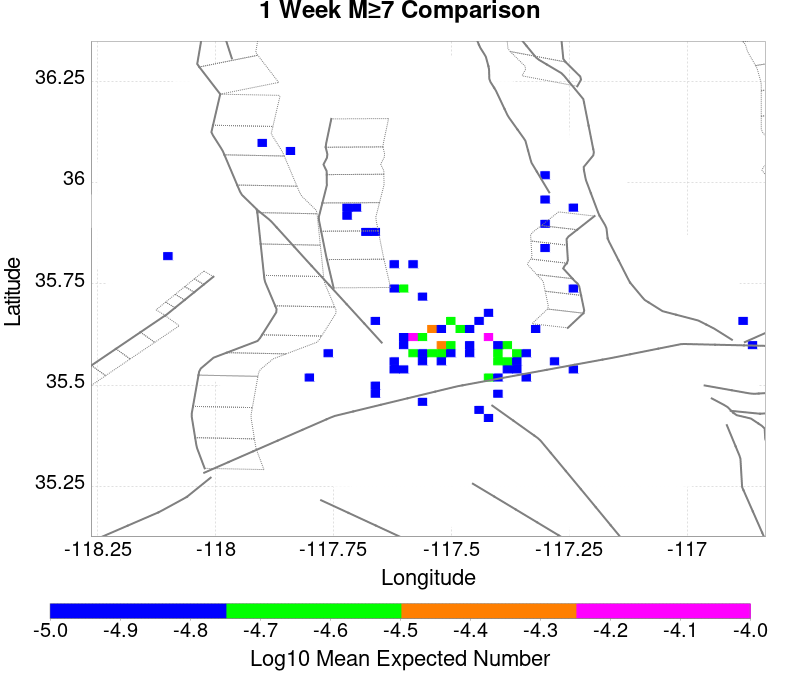 1 Week M≥7 Comparison
36.25
36
35.75
35.5
35.25
Latitude
-118.25 -118 -117.75 -117.5 -117.25 -117
Longitude
-5.0 -4.9 -4.8 -4.7 -4.6 -4.5 -4.4 -4.3 -4.2 -4.1 -4.0
Log10 Mean Expected Number